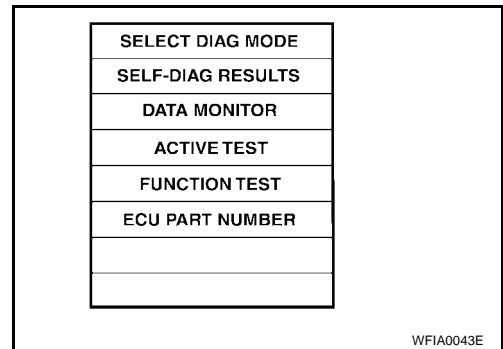 SELECT DIAG MODE
SELF-DIAG RESULTS
DATA MONITOR
ACTIVE TEST
FUNCTION TEST
ECU PART NUMBER
WFIA0043E